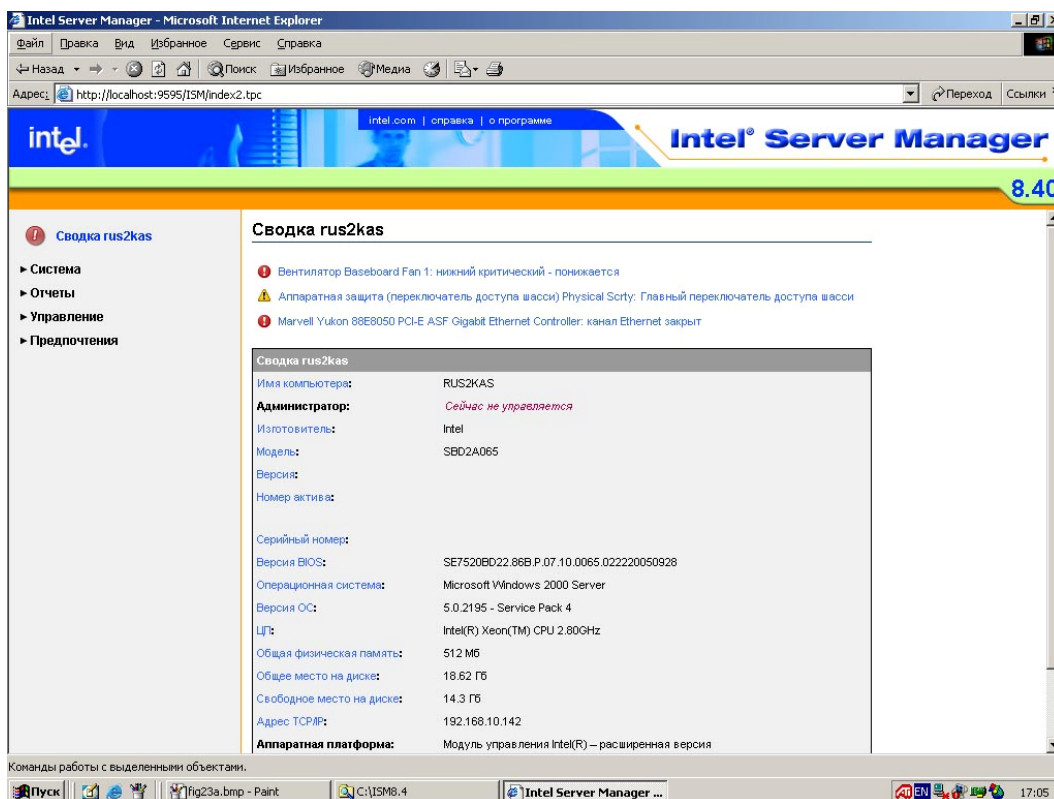 Intel Server Manager - Microsoft Internet Explorer
Файл Правка Вид Избранное Сервис Справка
Назад Поиск Избранное Медиа
Адрес: http://localhost:9595/ISM/index2.tpc Переход Ссылки
intel.com | справка | о программе
intel.
Intel® Server Manager
8.40
Сводка rus2kas
Система
Отчеты
Управление
Предпочтения
Сводка rus2kas
Вентилятор Baseboard Fan 1: нижний критический - понижается
Аппаратная защита (переключатель доступа шасси) Physical Scrty: Главный переключатель доступа шасси
Marvell Yukon 88E8050 PCI-E ASF Gigabit Ethernet Controller: канал Ethernet закрыт
Сводка rus2kas
Имя компьютера: RUS2KAS
Администратор: Сейчас не управляется
Изготовитель: Intel
Модель: SBD2A065
Версия:
Номер актива:
Серийный номер:
Версия BIOS: SE7520BD22.86B.P.07.10.0065.022220050928
Операционная система: Microsoft Windows 2000 Server
Версия ОС: 5.0.2195 - Service Pack 4
ЦП: Intel(R) Xeon(TM) CPU 2.80GHz
Общая физическая память: 512 Мб
Общее место на диске: 18.62 Гб
Свободное место на диске: 14.3 Гб
Адрес TCP/IP: 192.168.10.142
Аппаратная платформа: Модуль управления Intel(R) – расширенная версия
Команды работы с выделенными объектами.
Пуск fig23a.bmp - Paint C:\ISM8.4 Intel Server Manager ... EN 17:05